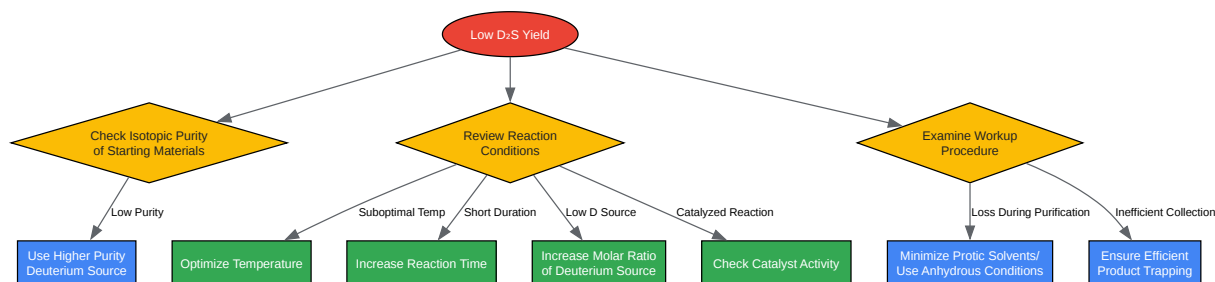 Low D₂S Yield
Check Isotopic Purity
of Starting Materials
Review Reaction
Conditions
Examine Workup
Procedure
Low Purity
Suboptimal Temp
Short Duration
Low D Source
Catalyzed Reaction
Loss During Purification
Inefficient Collection
Use Higher Purity
Deuterium Source
Optimize Temperature
Increase Reaction Time
Increase Molar Ratio
of Deuterium Source
Check Catalyst Activity
Minimize Protic Solvents/
Use Anhydrous Conditions
Ensure Efficient
Product Trapping